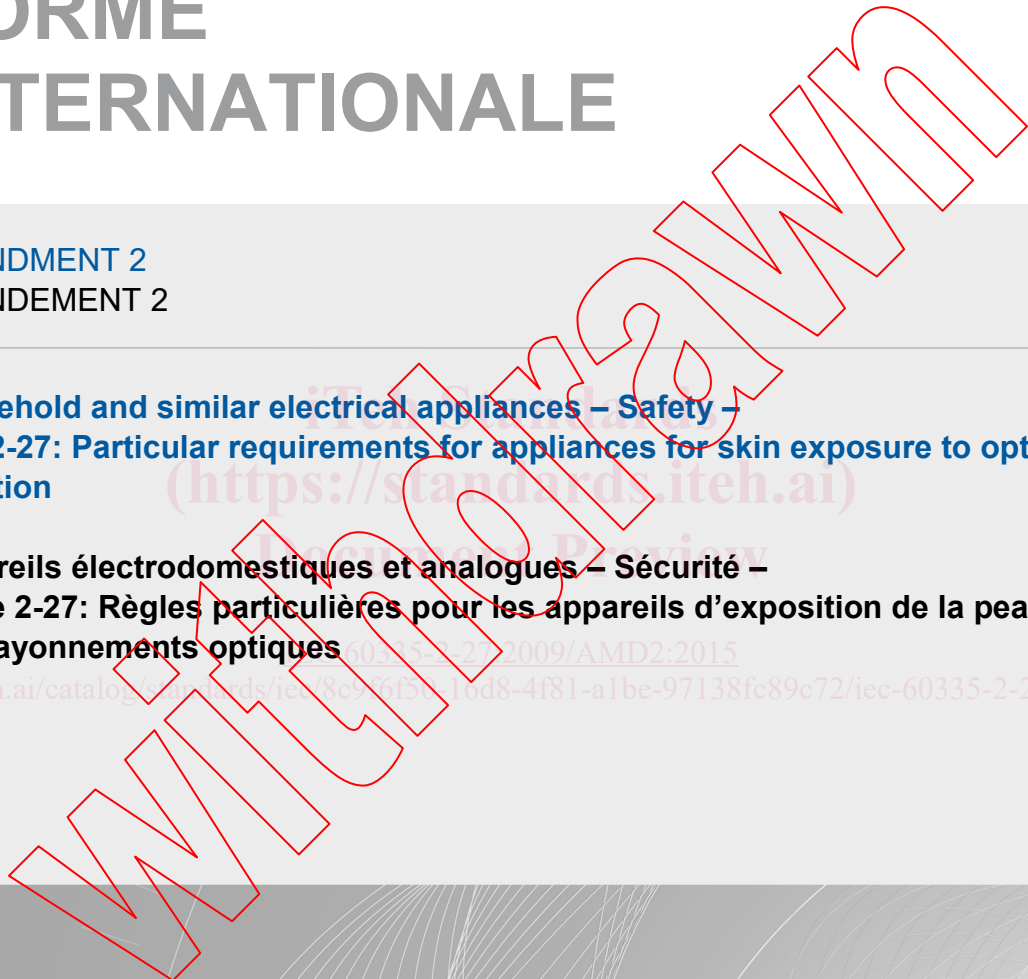 ORME
TERNATIONALE
NDMENT 2
NDEMENT 2
iTeh Standards
ehold and similar electrical appliances – Safety –
2-27: Particular requirements for appliances for skin exposure to opt
tion
(https://standards.iteh.ai)
Document Preview
reils électrodomestiques et analogues – Sécurité –
e 2-27: Règles particulières pour les appareils d’exposition de la pea
ayonnements optiques
60335-2-27:2009/AMD2:2015
.ai/catalog/standards/iec/8c9f6f50-16d8-4f81-a1be-97138fc89c72/iec-60335-2-2
withdrawn